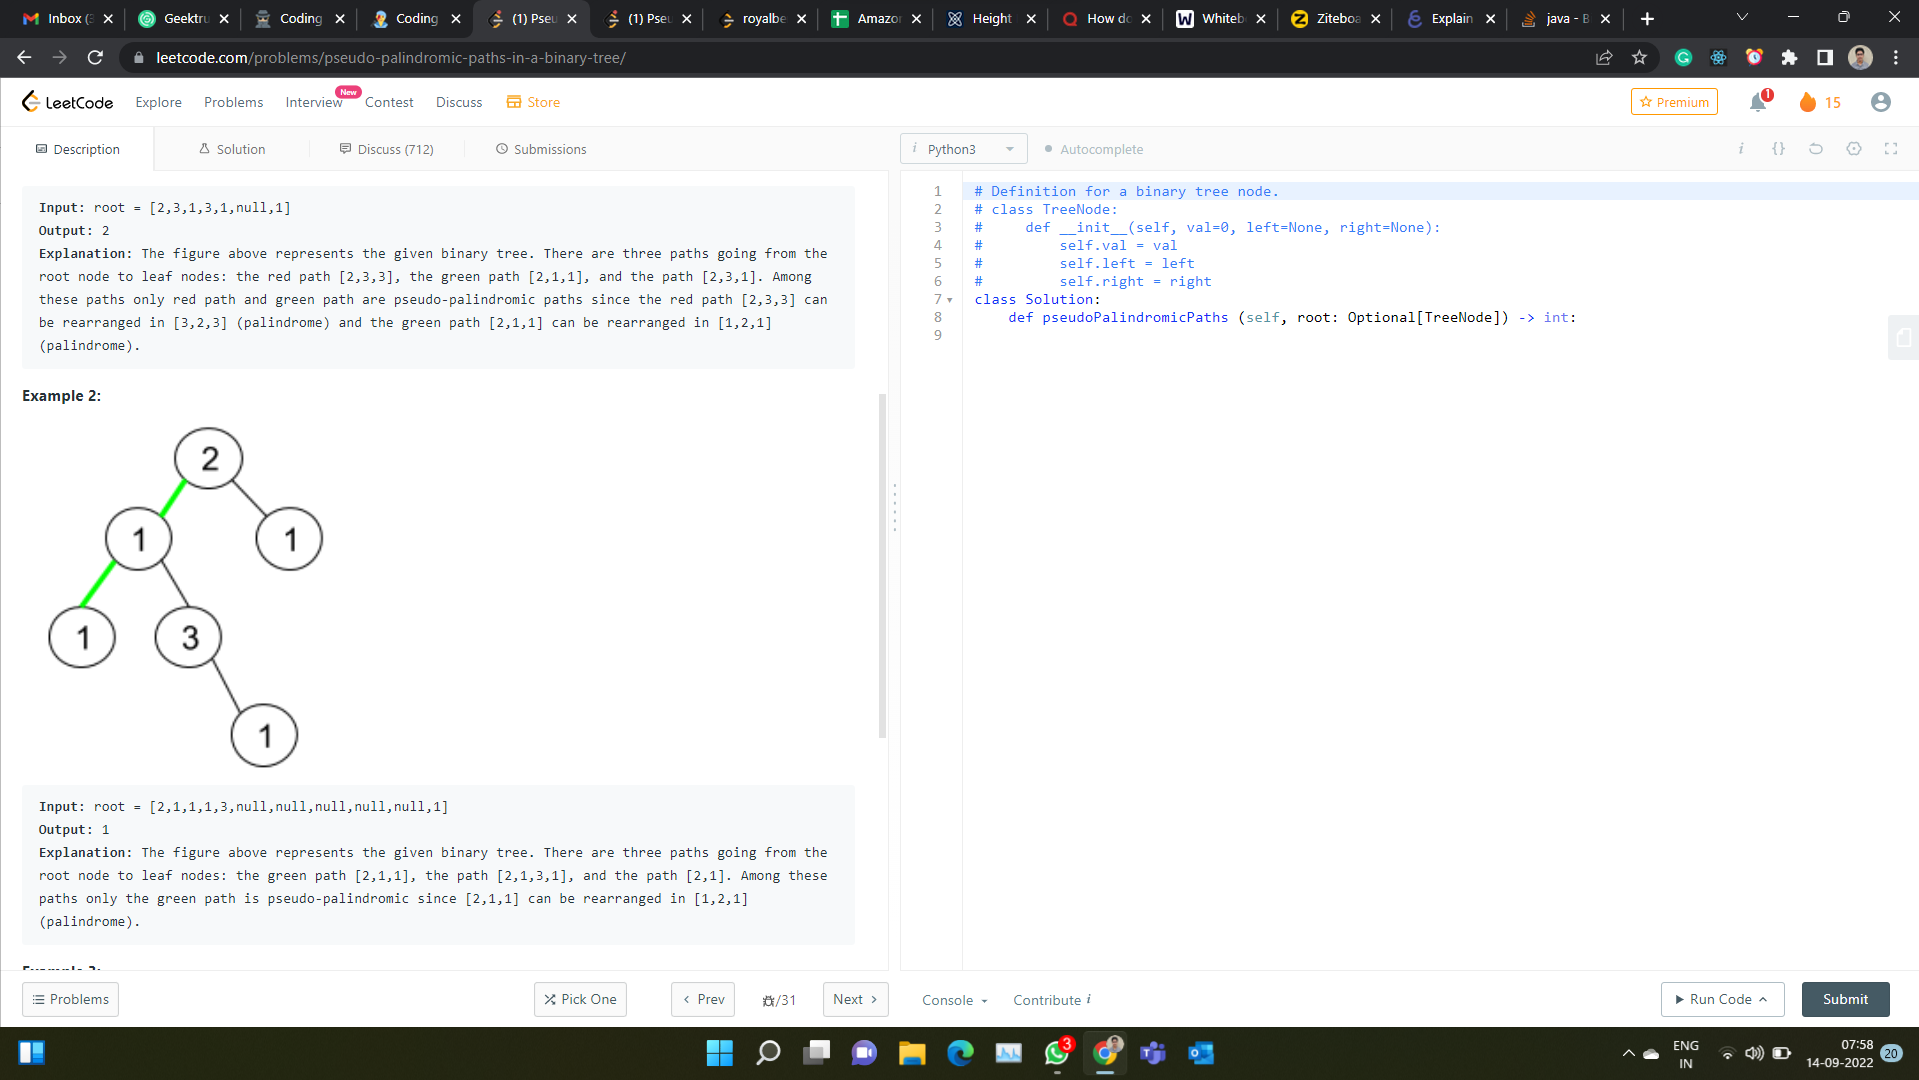 Inbox (3
Geektru
Coding
Coding
(1) Pseu
(1) Pseu
royalbe
Amazon
Height
How do
Whiteb
Ziteboa
Explain
java - B
leetcode.com/problems/pseudo-palindromic-paths-in-a-binary-tree/
LeetCode
Explore
Problems
Interview
New
Contest
Discuss
Store
Premium
1
15
Description
Solution
Discuss (712)
Submissions
i Python3
Autocomplete
i {}
Input: root = [2,3,1,3,1,null,1]
Output: 2
Explanation: The figure above represents the given binary tree. There are three paths going from the
root node to leaf nodes: the red path [2,3,3], the green path [2,1,1], and the path [2,3,1]. Among
these paths only red path and green path are pseudo-palindromic paths since the red path [2,3,3] can
be rearranged in [3,2,3] (palindrome) and the green path [2,1,1] can be rearranged in [1,2,1]
(palindrome).
Example 2:
2
1 1
1 3
1
Input: root = [2,1,1,1,3,null,null,null,null,null,1]
Output: 1
Explanation: The figure above represents the given binary tree. There are three paths going from the
root node to leaf nodes: the green path [2,1,1], the path [2,1,3,1], and the path [2,1]. Among these
paths only the green path is pseudo-palindromic since [2,1,1] can be rearranged in [1,2,1]
(palindrome).
1 # Definition for a binary tree node.
2 # class TreeNode:
3 #     def __init__(self, val=0, left=None, right=None):
4 #         self.val = val
5 #         self.left = left
6 #         self.right = right
7 class Solution:
8     def pseudoPalindromicPaths (self, root: Optional[TreeNode]) -> int:
9
Problems
Pick One
Prev
/31
Next
Console
Contribute i
Run Code
Submit
3
ENG
IN
07:58
14-09-2022
20